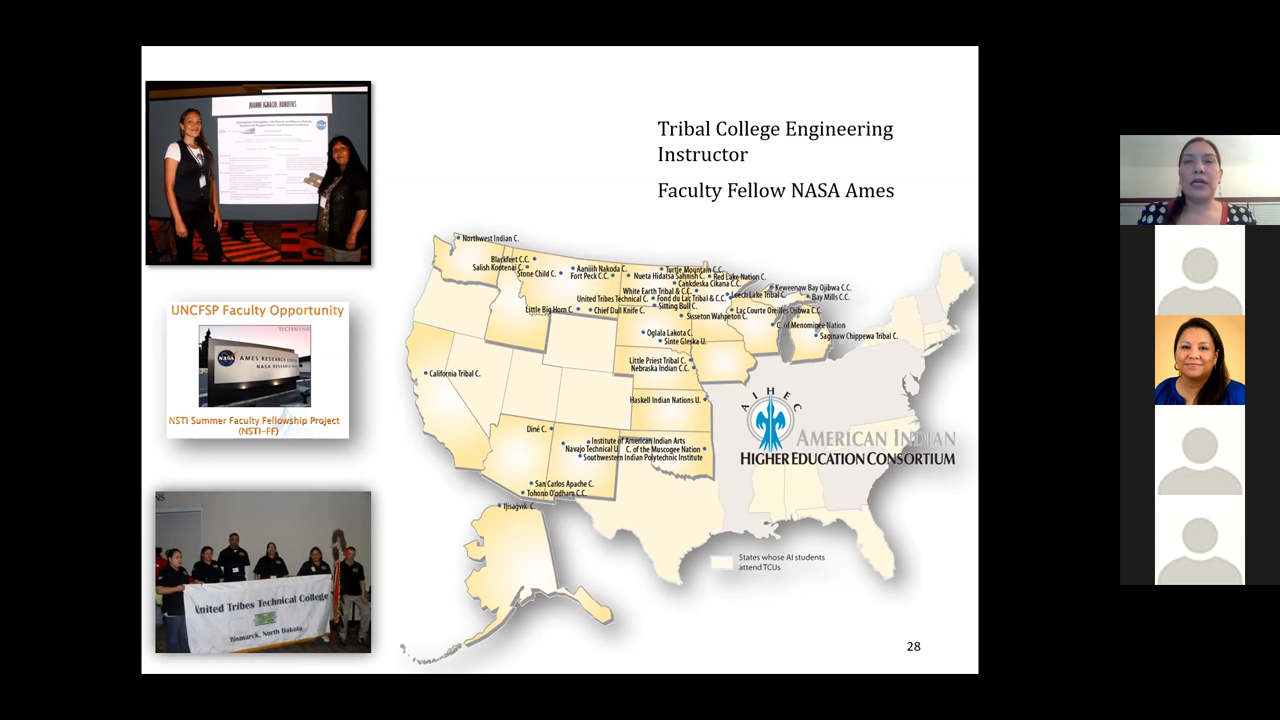 JOANNE IGNACIO, ROBOTICS
Tribal College Engineering
Instructor
Faculty Fellow NASA Ames
UNCFSP Faculty Opportunity
NASA
AMES RESEARCH
NASA RESEARCH
NSTI Summer Faculty Fellowship Project
(NSTI-FF)
United Tribes Technical College
Bismarck, North Dakota
Northwest Indian C.
Blackfeet C.C.
Salish Kootenai C.
Stone Child C.
Aaniiih Nakoda C.
Fort Peck C.C.
Turtle Mountain C.C.
Nueta Hidatsa Sahnish C.
Red Lake Nation C.
Cankdeska Cikana C.C.
White Earth Tribal & C.C.
Leech Lake Tribal C.
Keweenaw Bay Ojibwa C.C.
Bay Mills C.C.
United Tribes Technical C.
Fond du Lac Tribal & C.C.
Sitting Bull C.
Little Big Horn C.
Chief Dull Knife C.
Sisseton Wahpeton C.
Lac Courte Oreilles Ojibwa C.C.
C. of Menominee Nation
Saginaw Chippewa Tribal C.
Oglala Lakota C.
Sinte Gleska U.
Little Priest Tribal C.
Nebraska Indian C.C.
California Tribal C.
Haskell Indian Nations U.
Diné C.
Institute of American Indian Arts
Navajo Technical U.
C. of the Muscogee Nation
Southwestern Indian Polytechnic Institute
San Carlos Apache C.
Tohono O'odham C.C.
Ilisagvik C.
AIHEC
AMERICAN INDIAN
HIGHER EDUCATION CONSORTIUM
States whose AI students
attend TCUs
28